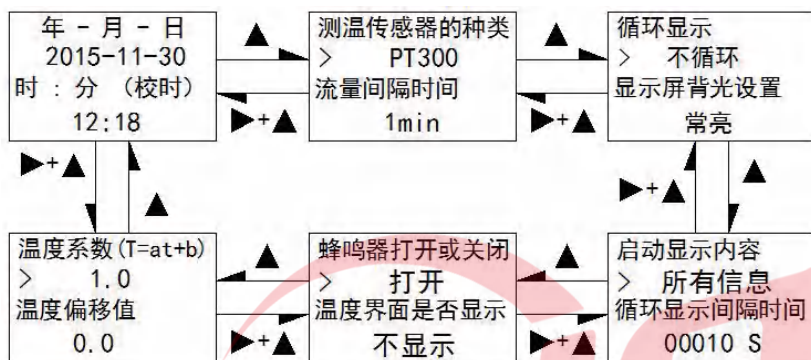 年 - 月 - 日
2015-11-30
时 : 分 (校时)
12:18
▲
▶+▲
测温传感器的种类
> PT300
流量间隔时间
1min
▲
▶+▲
循环显示
> 不循环
显示屏背光设置
常亮
▶+▲
▲
▶+▲
▲
温度系数(T=at+b)
> 1.0
温度偏移值
0.0
▲
▶+▲
蜂鸣器打开或关闭
> 打开
温度界面是否显示
不显示
▲
▶+▲
启动显示内容
> 所有信息
循环显示间隔时间
00010 S